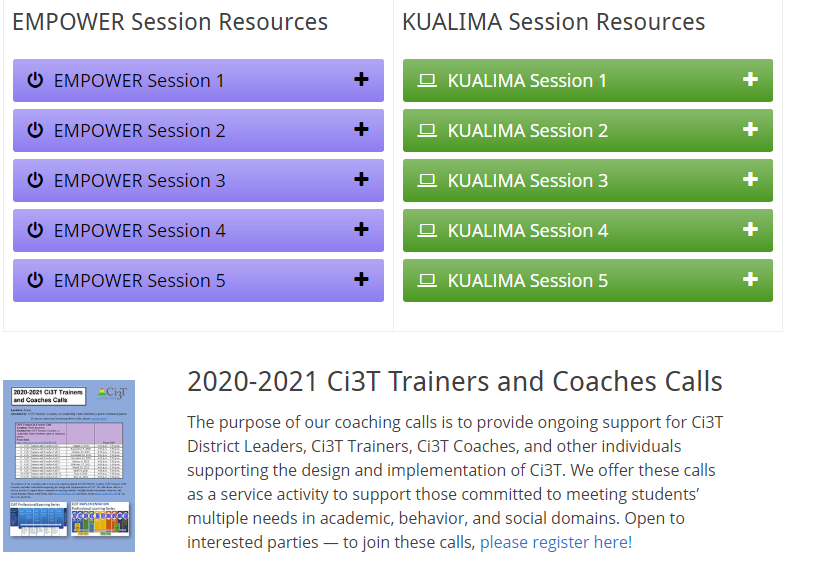 EMPOWER Session Resources
EMPOWER Session 1
EMPOWER Session 2
EMPOWER Session 3
EMPOWER Session 4
EMPOWER Session 5
KUALIMA Session Resources
KUALIMA Session 1
KUALIMA Session 2
KUALIMA Session 3
KUALIMA Session 4
KUALIMA Session 5
2020-2021 Ci3T Trainers
and Coaches Calls
Ci3T
2020-2021 Ci3T Trainers and Coaches Calls
The purpose of our coaching calls is to provide ongoing support for Ci3T
District Leaders, Ci3T Trainers, Ci3T Coaches, and other individuals
supporting the design and implementation of Ci3T. We offer these calls
as a service activity to support those committed to meeting students’
multiple needs in academic, behavior, and social domains. Open to
interested parties — to join these calls, please register here!